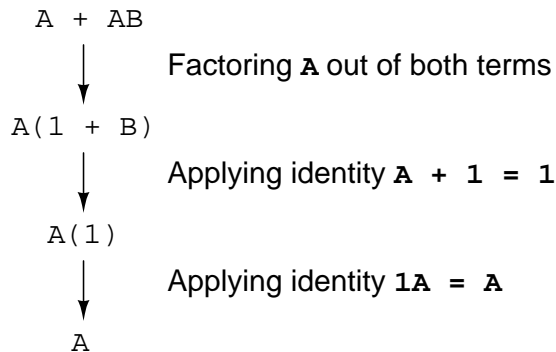 A + AB
Factoring A out of both terms
A(1 + B)
Applying identity A + 1 = 1
A(1)
Applying identity 1A = A
A